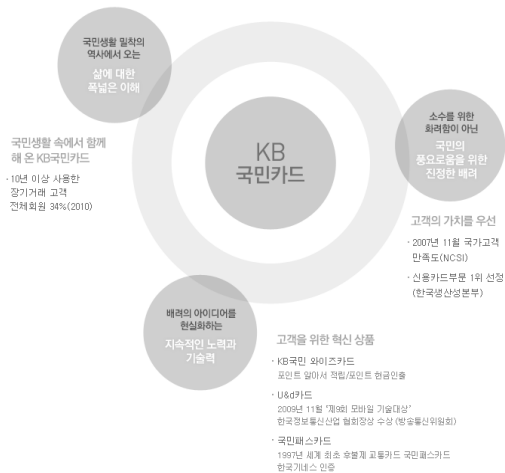 국민생활 밀착의
역사에서 오는
삶에 대한
폭넓은 이해
국민생활 속에서 함께
해 온 KB국민카드
· 10년 이상 사용한
장기거래 고객
전체회원 34%(2010)
KB
국민카드
소수를 위한
화려함이 아닌
국민의
풍요로움을 위한
진정한 배려
고객의 가치를 우선
· 2007년 11월 국가고객
만족도(NCSI)
· 신용카드부문 1위 선정
(한국생산성본부)
배려의 아이디어를
현실화하는
지속적인 노력과
기술력
고객을 위한 혁신 상품
· KB국민 와이즈카드
포인트 알아서 적립/포인트 현금인출
· U&d카드
2009년 11월 '제9회 모바일 기술대상'
한국정보통신산업 협회장상 수상 (방송통신위원회)
· 국민패스카드
1997년 세계 최초 후불제 교통카드 국민패스카드
한국기네스 인증